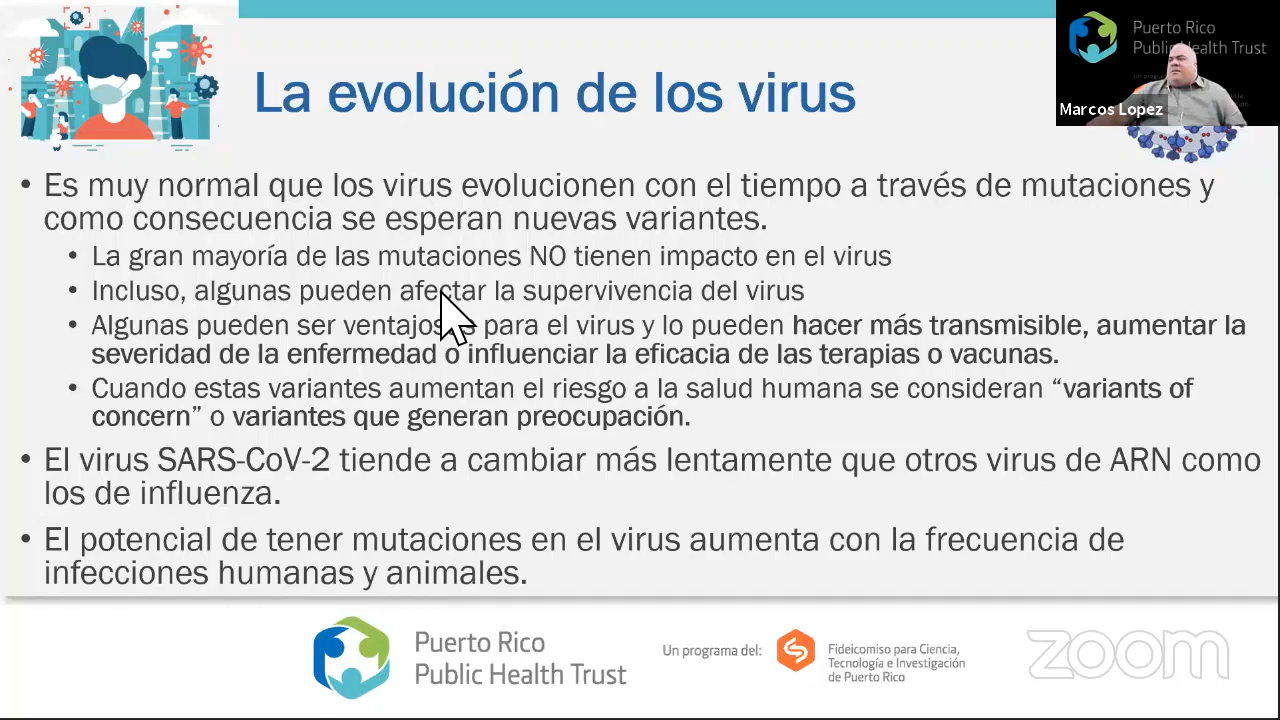 La evolución de los virus
Puerto Rico
Public Health Trust
Marcos Lopez
• Es muy normal que los virus evolucionen con el tiempo a través de mutaciones y
como consecuencia se esperan nuevas variantes.
• La gran mayoría de las mutaciones NO tienen impacto en el virus
• Incluso, algunas pueden afectar la supervivencia del virus
• Algunas pueden ser para el virus y lo pueden hacer más transmisible, aumentar la
severidad de la enfermedad o influenciar la eficacia de las terapias o vacunas.
• Cuando estas variantes aumentan el riesgo a la salud humana se consideran “variants of
concern” o variantes que generan preocupación.
• El virus SARS-CoV-2 tiende a cambiar más lentamente que otros virus de ARN como
los de influenza.
• El potencial de tener mutaciones en el virus aumenta con la frecuencia de
infecciones humanas y animales.
Puerto Rico
Public Health Trust
Un programa del:
Fideicomiso para Ciencia,
Tecnología e Investigación
de Puerto Rico
zoom